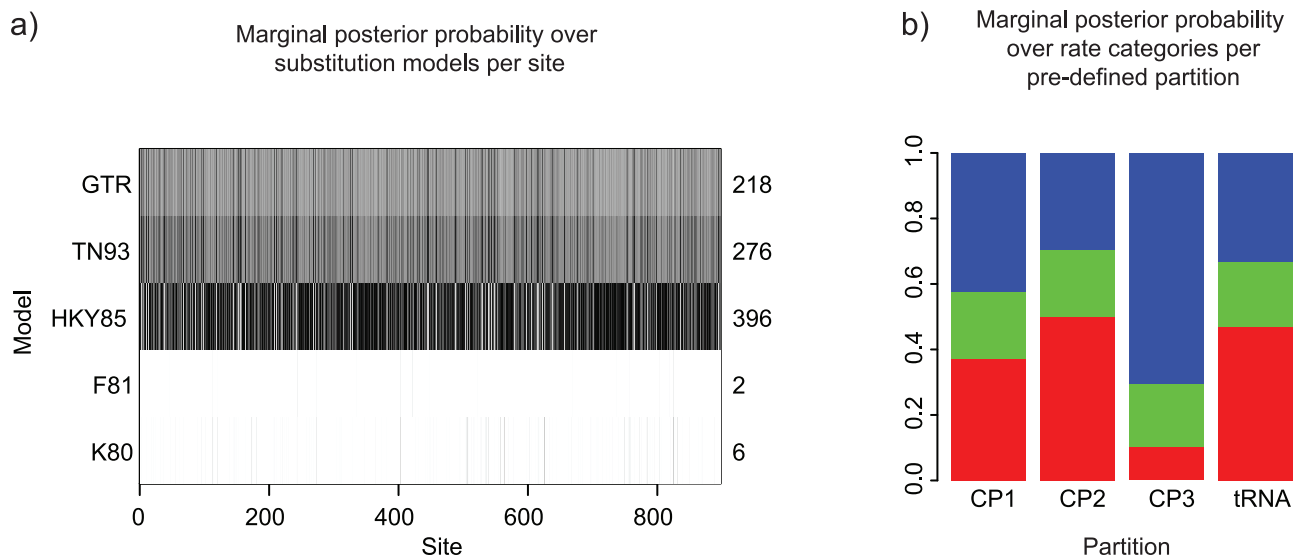 a)
Marginal posterior probability over
substitution models per site
Model
GTR
TN93
HKY85
F81
K80
218
276
396
2
6
0
200
400
600
800
Site
b)
Marginal posterior probability
over rate categories per
pre-defined partition
1.0
0.8
0.6
0.4
0.2
0.0
CP1
CP2
CP3
tRNA
Partition